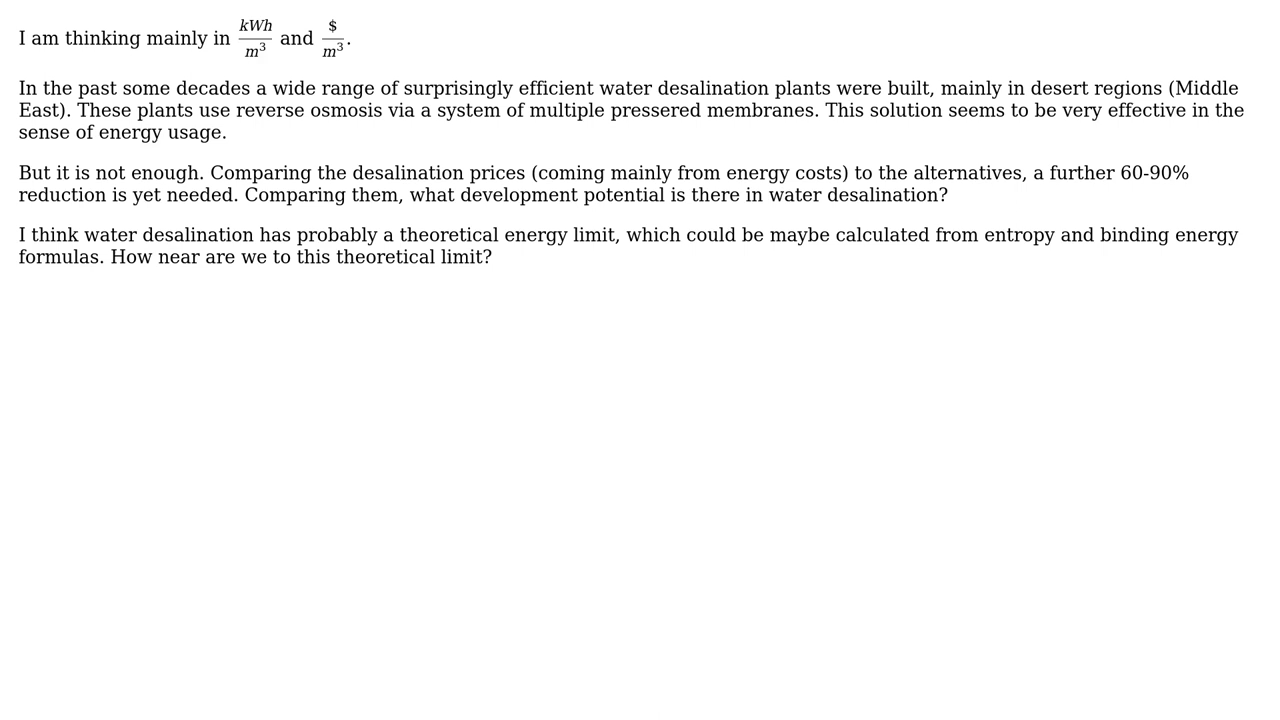 I am thinking mainly in $\frac{kWh}{m^3}$ and $\frac{\$}{m^3}$.
In the past some decades a wide range of surprisingly efficient water desalination plants were built, mainly in desert regions (Middle
East). These plants use reverse osmosis via a system of multiple pressered membranes. This solution seems to be very effective in the
sense of energy usage.
But it is not enough. Comparing the desalination prices (coming mainly from energy costs) to the alternatives, a further 60-90%
reduction is yet needed. Comparing them, what development potential is there in water desalination?
I think water desalination has probably a theoretical energy limit, which could be maybe calculated from entropy and binding energy
formulas. How near are we to this theoretical limit?